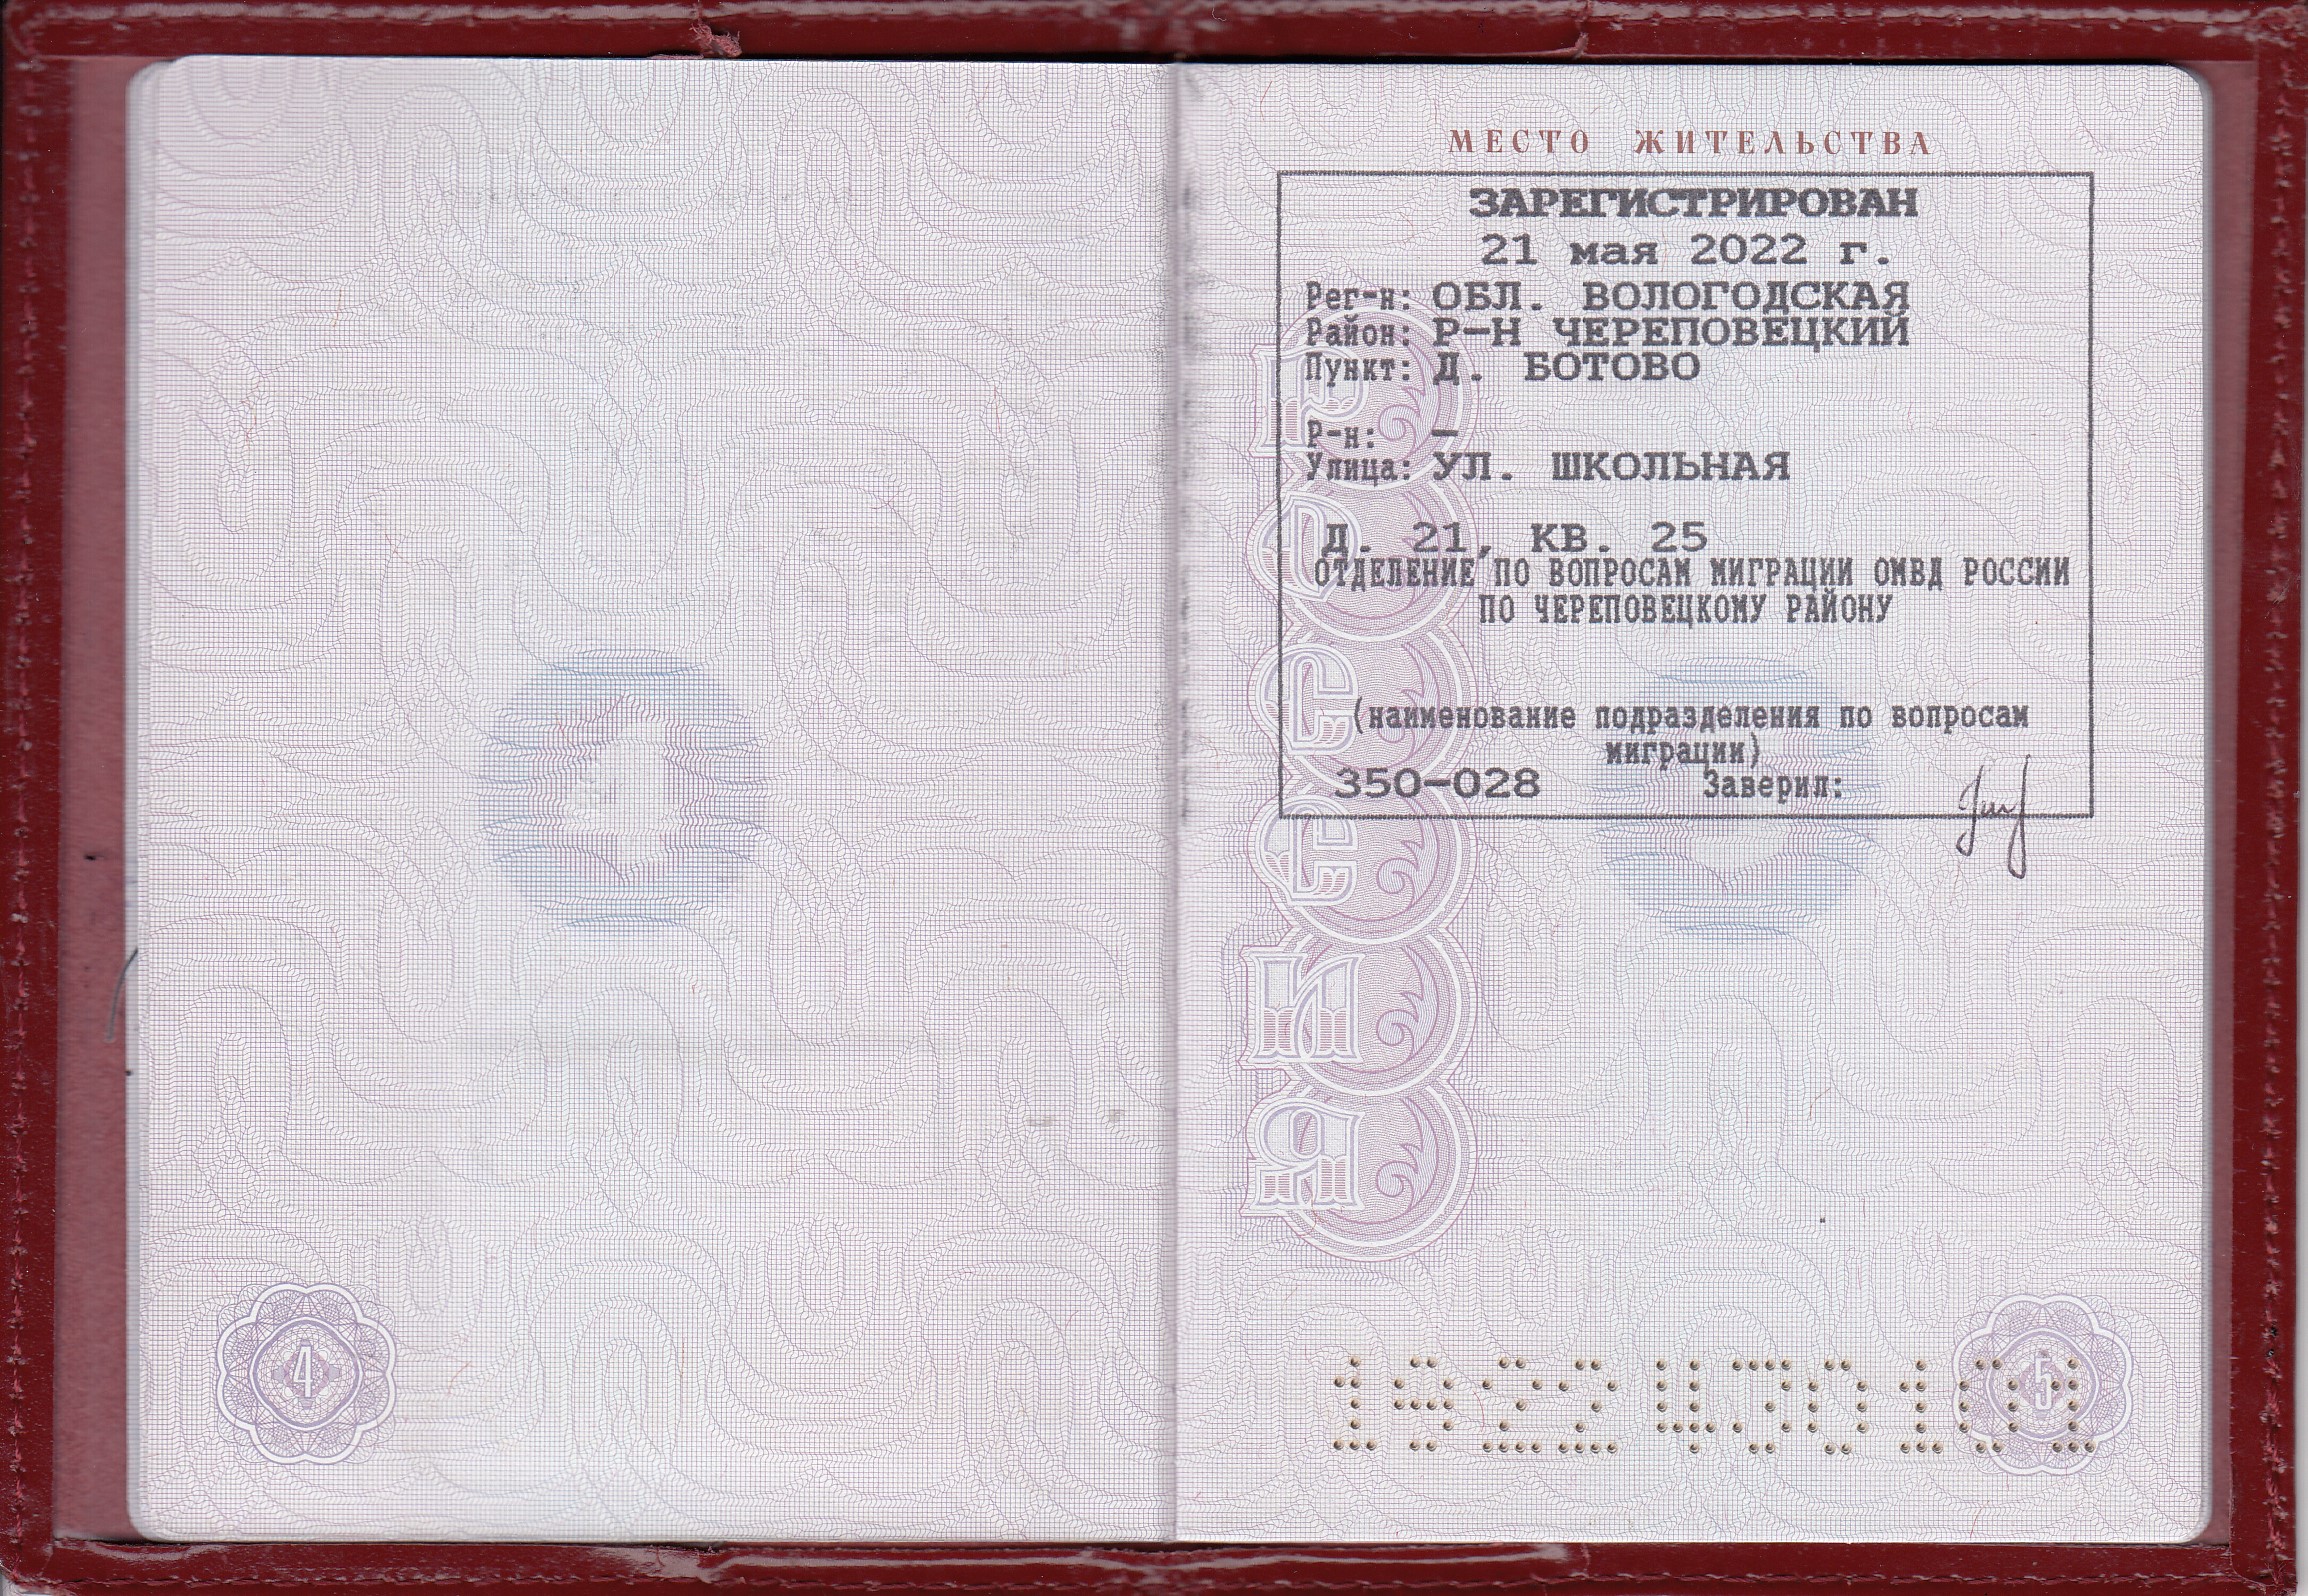 МЕСТО ЖИТЕЛЬСТВА
ЗАРЕГИСТРИРОВАН
21 мая 2022 г.
Рег-н: ОБЛ. ВОЛОГОДСКАЯ
Район: Р-Н ЧЕРЕПОВЕЦКИЙ
Пункт: Д. БОТОВО
Р-н: –
Улица: УЛ. ШКОЛЬНАЯ
Д. 21, КВ. 25
ОТДЕЛЕНИЕ ПО ВОПРОСАМ МИГРАЦИИ ОМВД РОССИИ
ПО ЧЕРЕПОВЕЦКОМУ РАЙОНУ
(наименование подразделения по вопросам
миграции)
350-028 Заверил:
РОССИЯ
4
5